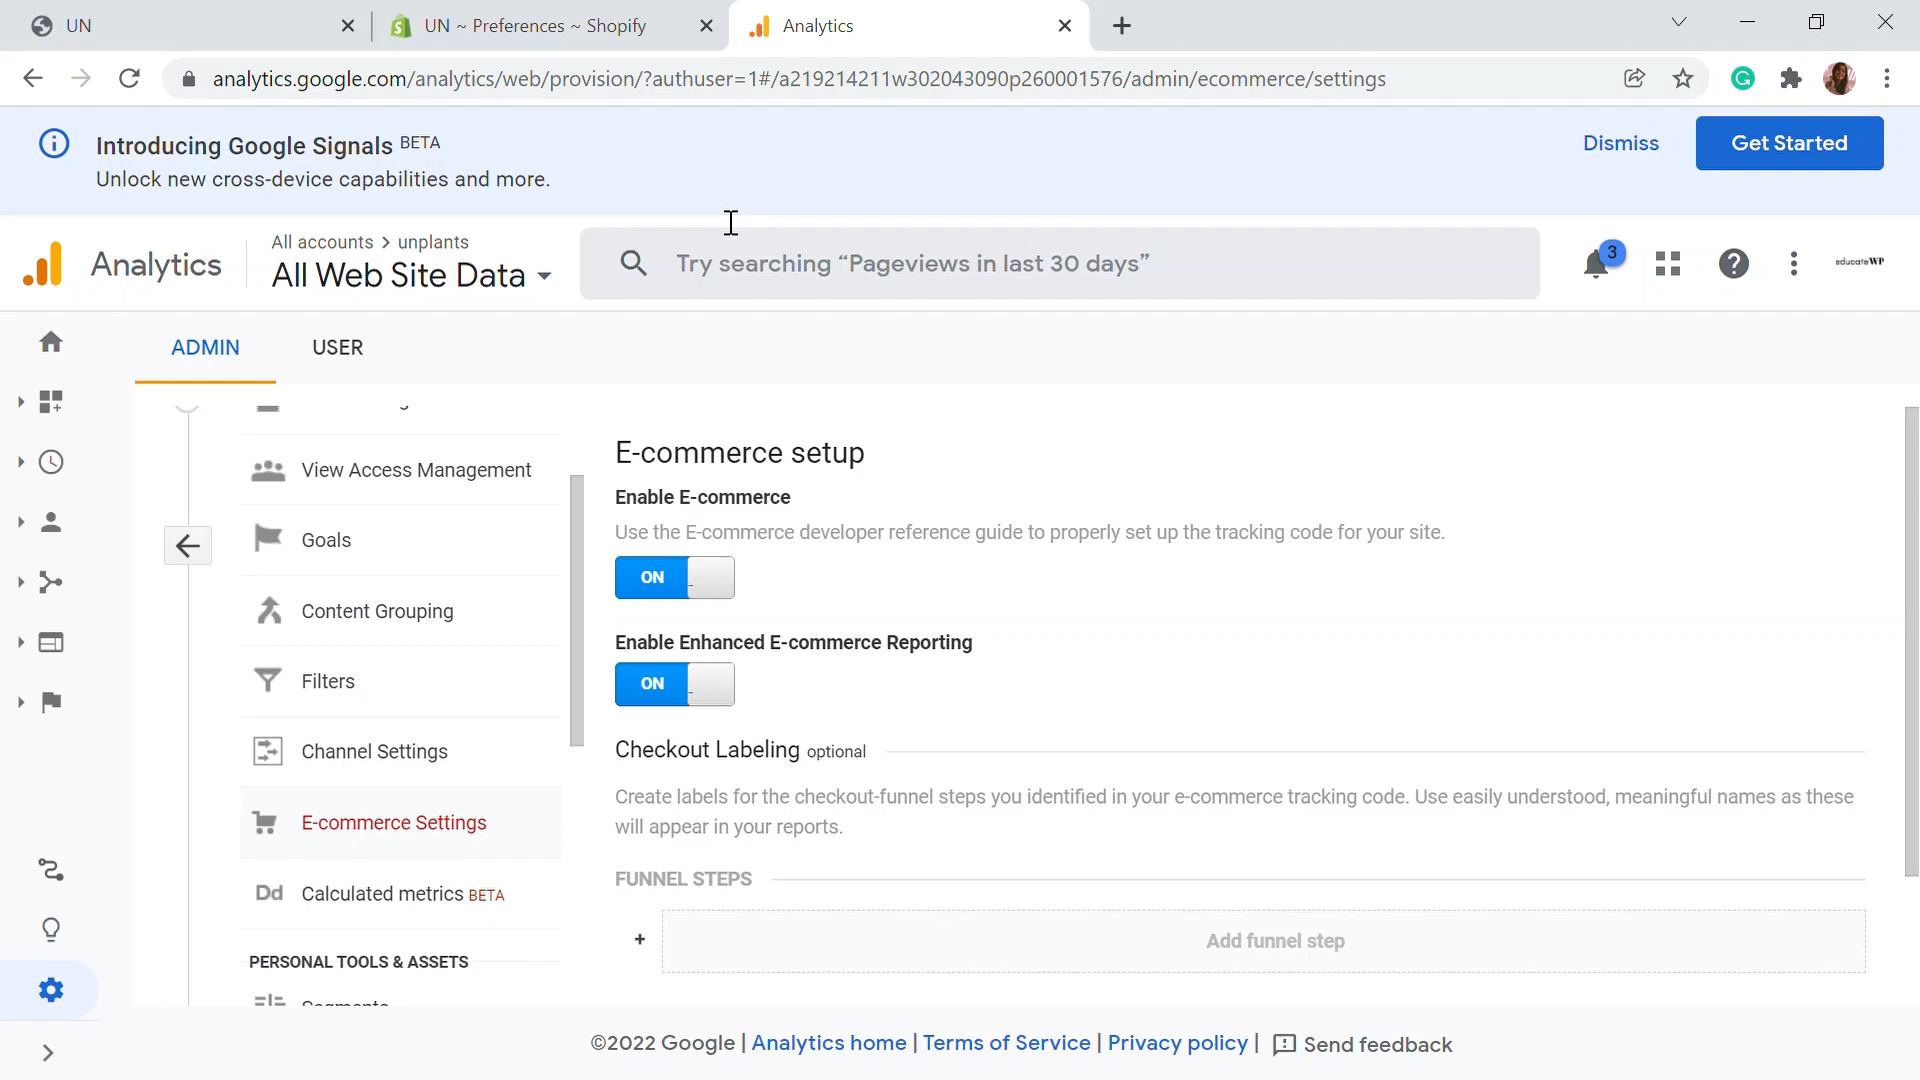 UN
UN ~ Preferences ~ Shopify
Analytics
analytics.google.com/analytics/web/provision/?authuser=1#/a219214211w302043090p260001576/admin/ecommerce/settings
Introducing Google Signals BETA
Unlock new cross-device capabilities and more.
Dismiss
Get Started
Analytics
All accounts > unplants
All Web Site Data
Try searching “Pageviews in last 30 days”
3
educateWP
ADMIN
USER
View Access Management
Goals
Content Grouping
Filters
Channel Settings
E-commerce Settings
Dd Calculated metrics BETA
PERSONAL TOOLS & ASSETS
Segments
E-commerce setup
Enable E-commerce
Use the E-commerce developer reference guide to properly set up the tracking code for your site.
ON
Enable Enhanced E-commerce Reporting
ON
Checkout Labeling optional
Create labels for the checkout-funnel steps you identified in your e-commerce tracking code. Use easily understood, meaningful names as these
will appear in your reports.
FUNNEL STEPS
+ Add funnel step
©2022 Google | Analytics home | Terms of Service | Privacy policy | Send feedback